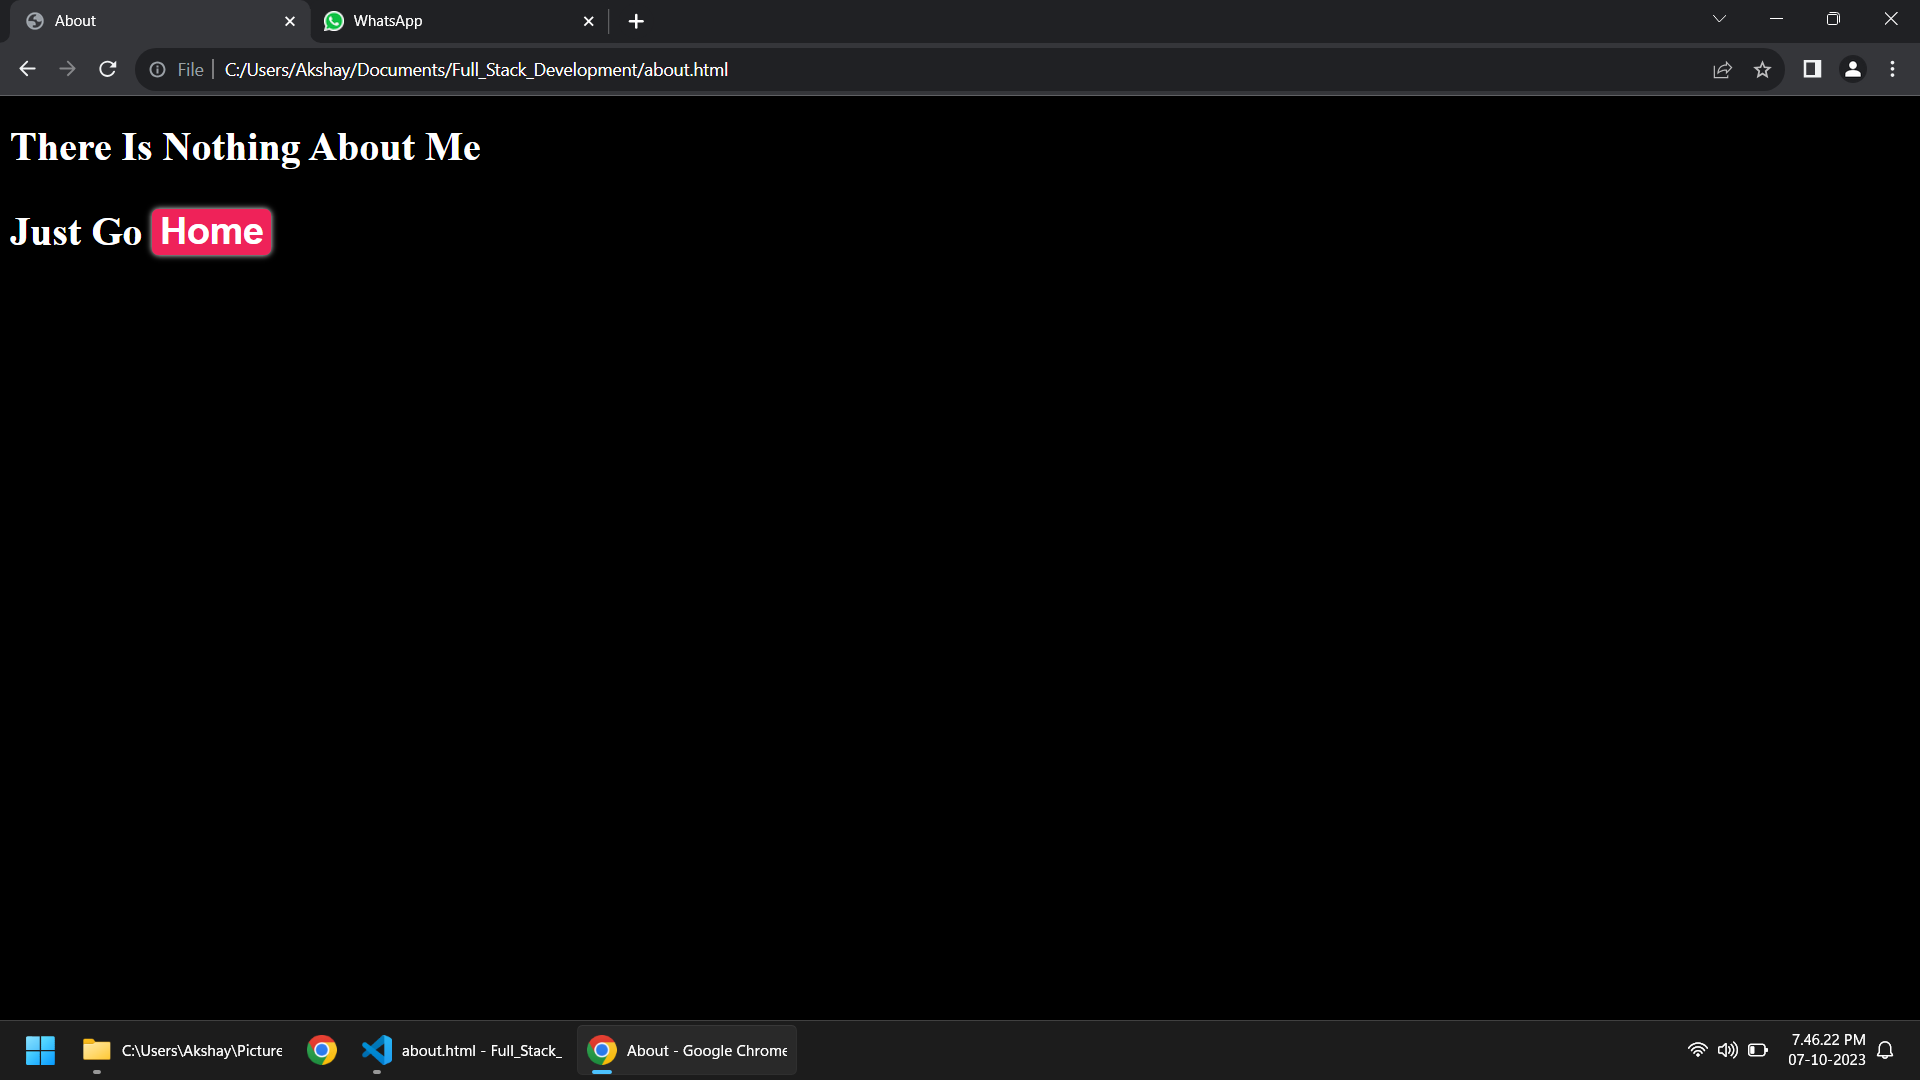 About
WhatsApp
File
C:/Users/Akshay/Documents/Full_Stack_Development/about.html
There Is Nothing About Me
Just Go Home
C:\Users\Akshay\Picture
about.html - Full_Stack_
About - Google Chrome
7.46.22 PM
07-10-2023